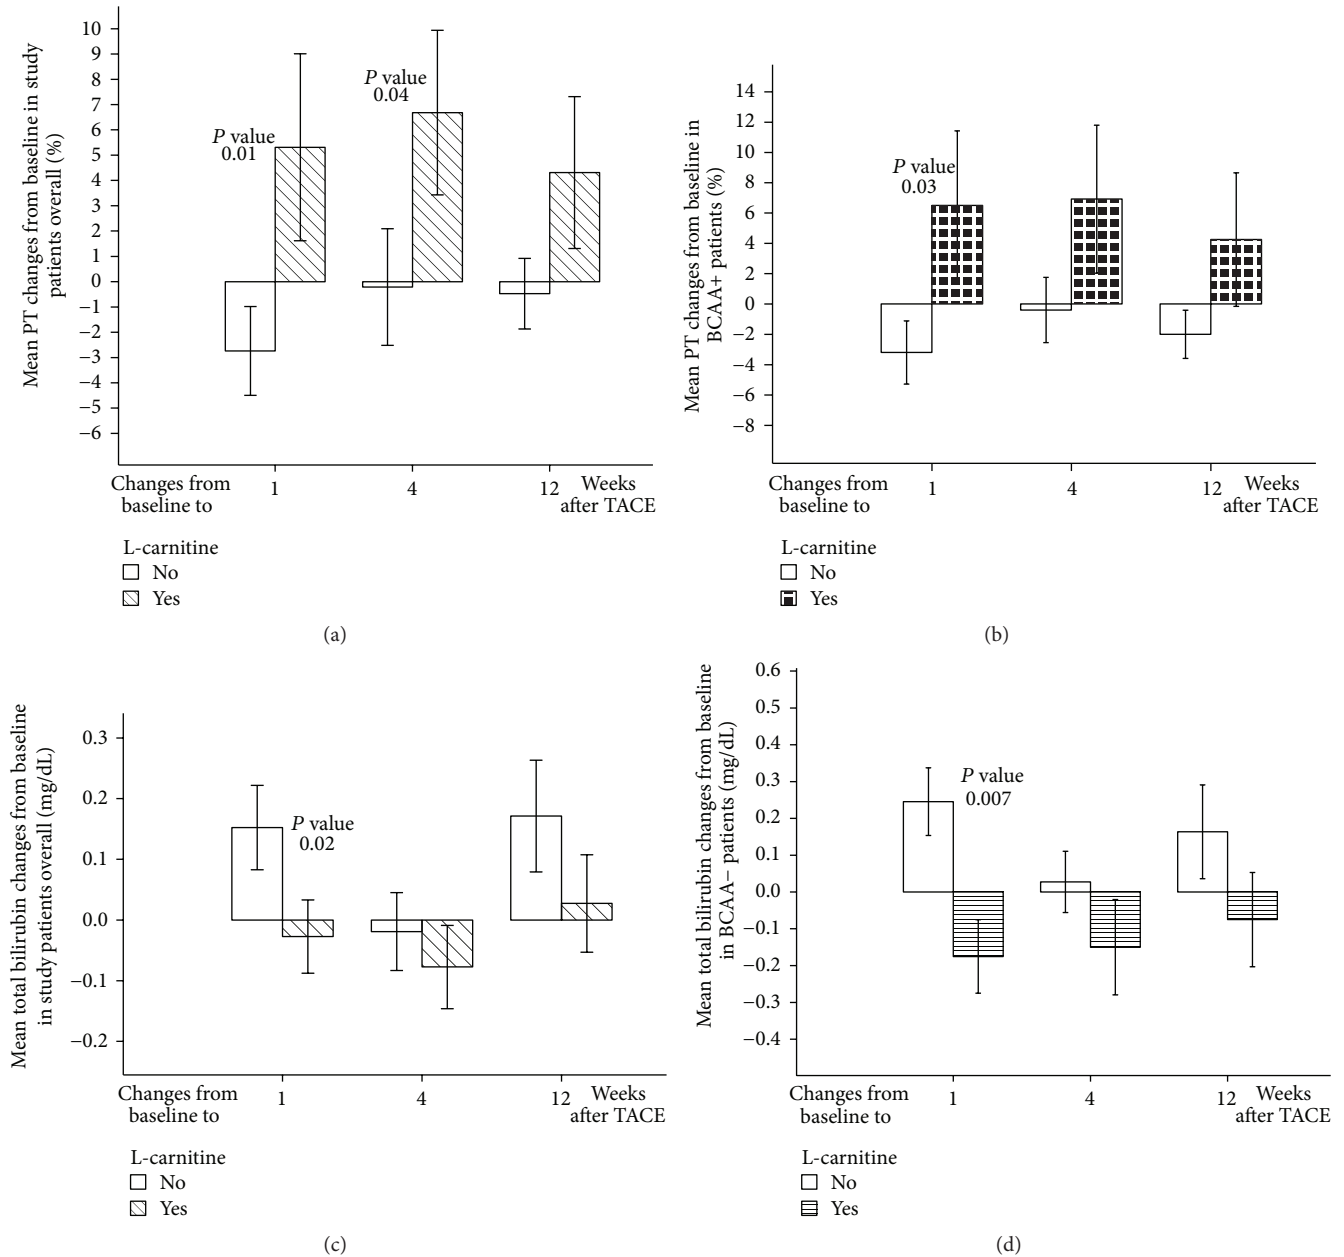 Mean PT changes from baseline in study
patients overall (%)
10
9
8
7
6
5
4
3
2
1
0
−1
−2
−3
−4
−5
−6
P value
0.01
P value
0.04
Changes from
baseline to
1
4
12
Weeks
after TACE
L-carnitine
No
Yes
(a)
Mean PT changes from baseline in
BCAA+ patients (%)
14
12
10
8
6
4
2
0
−2
−4
−6
−8
P value
0.03
Changes from
baseline to
1
4
12
Weeks
after TACE
L-carnitine
No
Yes
(b)
Mean total bilirubin changes from baseline
in study patients overall (mg/dL)
0.3
0.2
0.1
0.0
−0.1
−0.2
P value
0.02
Changes from
baseline to
1
4
12
Weeks
after TACE
L-carnitine
No
Yes
(c)
Mean total bilirubin changes from baseline
in BCAA− patients (mg/dL)
0.6
0.5
0.4
0.3
0.2
0.1
0.0
−0.1
−0.2
−0.3
−0.4
P value
0.007
Changes from
baseline to
1
4
12
Weeks
after TACE
L-carnitine
No
Yes
(d)